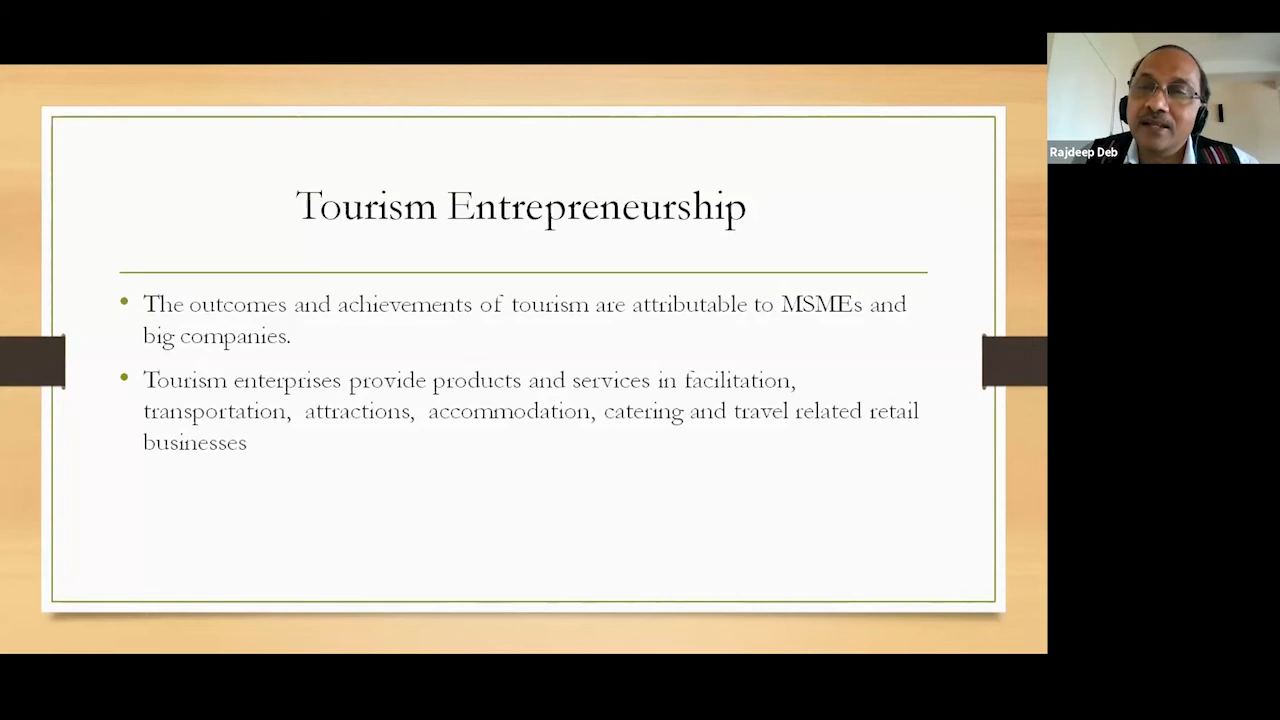 Tourism Entrepreneurship
The outcomes and achievements of tourism are attributable to MSMEs and
big companies.
Tourism enterprises provide products and services in facilitation,
transportation, attractions, accommodation, catering and travel related retail
businesses
Rajdeep Deb